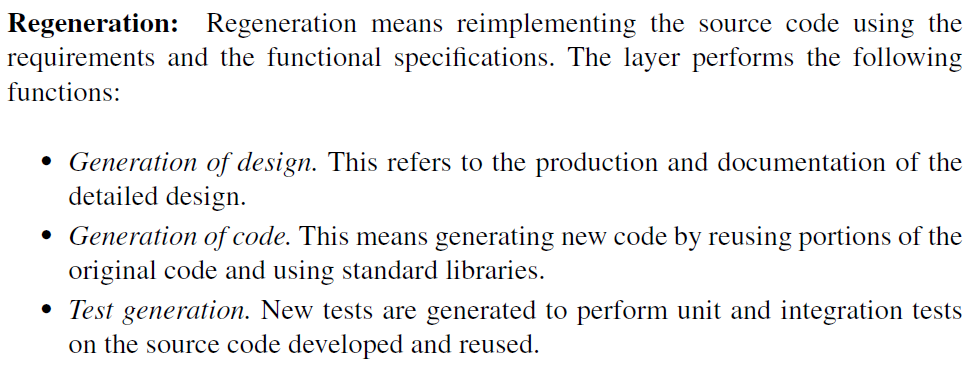 Regeneration: Regeneration means reimplementing the source code using the
requirements and the functional specifications. The layer performs the following
functions:
• Generation of design. This refers to the production and documentation of the
detailed design.
• Generation of code. This means generating new code by reusing portions of the
original code and using standard libraries.
• Test generation. New tests are generated to perform unit and integration tests
on the source code developed and reused.